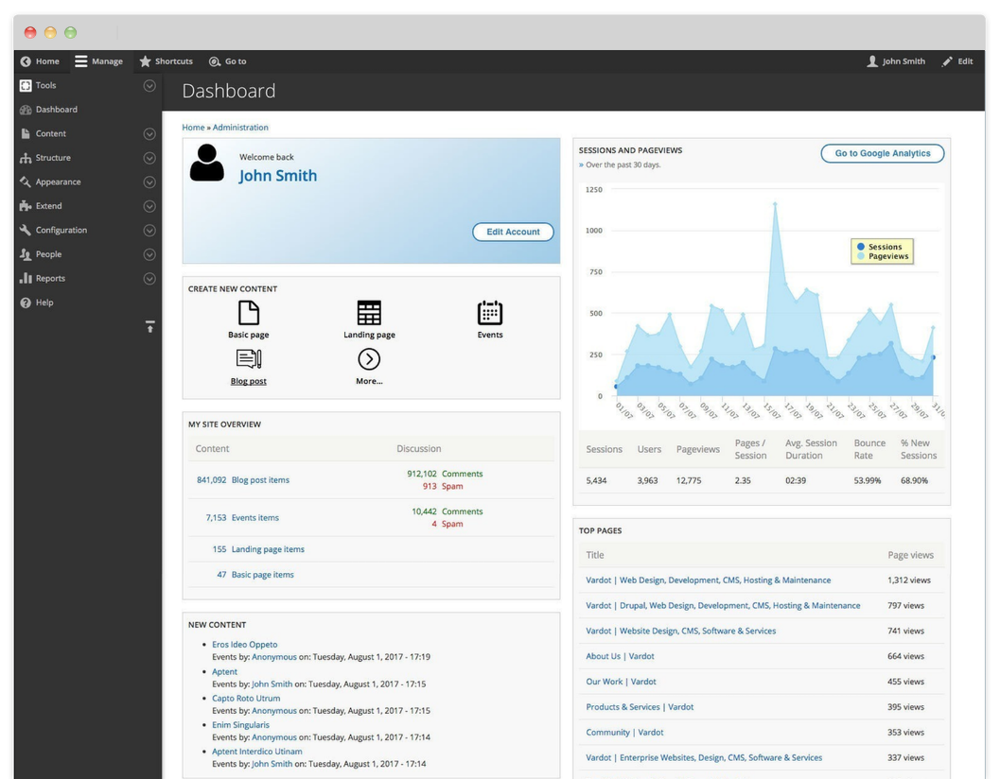 Home
Manage
Shortcuts
Go to
John Smith
Edit
Tools
Dashboard
Content
Structure
Appearance
Extend
Configuration
People
Reports
Help
Dashboard
Home » Administration
Welcome back
John Smith
Edit Account
CREATE NEW CONTENT
Basic page
Landing page
Events
Blog post
More...
MY SITE OVERVIEW
Content Discussion
841,092 Blog post items 912,102 Comments
913 Spam
7,153 Events items 10,442 Comments
4 Spam
155 Landing page items
47 Basic page items
NEW CONTENT
Eros Ideo Oppeto
Events by: Anonymous on: Tuesday, August 1, 2017 - 17:19
Aptent
Events by: John Smith on: Tuesday, August 1, 2017 - 17:15
Capto Roto Utrum
Events by: Anonymous on: Tuesday, August 1, 2017 - 17:15
Enim Singularis
Events by: Anonymous on: Tuesday, August 1, 2017 - 17:14
Aptent Interdico Utinam
Events by: John Smith on: Tuesday, August 1, 2017 - 17:14
SESSIONS AND PAGEVIEWS
» Over the past 30 days.
Go to Google Analytics
1250
1000
750
500
250
0
Sessions
Pageviews
01/07 03/07 05/07 07/07 09/07 11/07 13/07 15/07 17/07 19/07 21/07 23/07 25/07 27/07 29/07
Sessions Users Pageviews Pages / Session Avg. Session Duration Bounce Rate % New Sessions
5,434 3,963 12,775 2.35 02:39 53.99% 68.90%
TOP PAGES
Title Page views
Vardot | Web Design, Development, CMS, Hosting & Maintenance 1,312 views
Vardot | Drupal, Web Design, Development, CMS, Hosting & Maintenance 797 views
Vardot | Website Design, CMS, Software & Services 741 views
About Us | Vardot 664 views
Our Work | Vardot 455 views
Products & Services | Vardot 395 views
Community | Vardot 353 views
Vardot | Enterprise Websites, Design, CMS, Software & Services 337 views